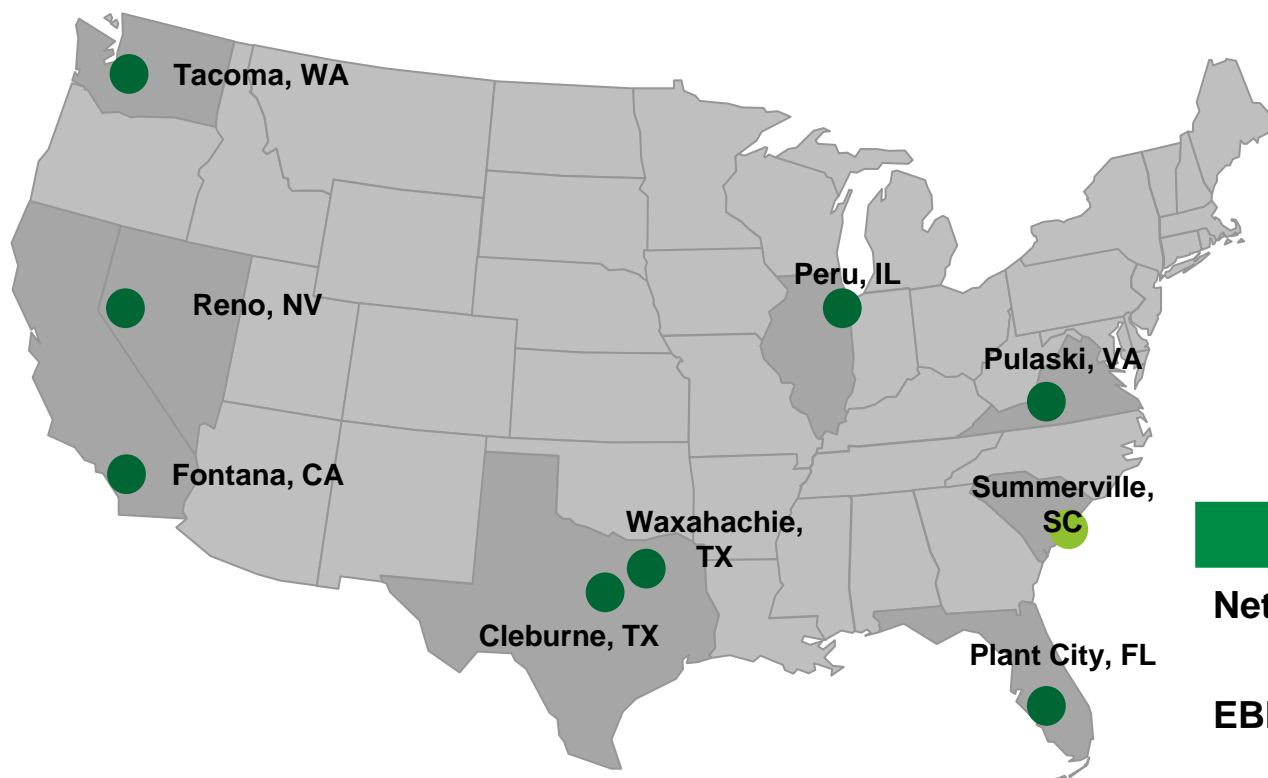 Tacoma, WA
Peru, IL
Reno, NV
Pulaski, VA
Fontana, CA
Summerville,
SC
Waxahachie,
TX
Net
Cleburne, TX
Plant City, FL